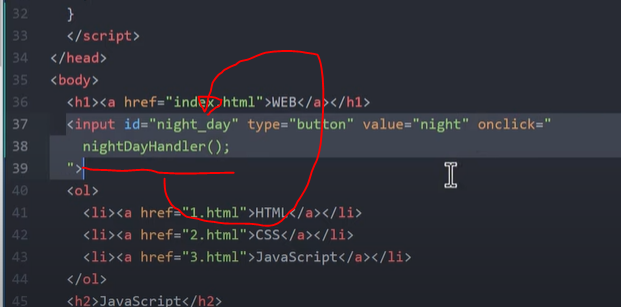 32 }
33 </script>
34 </head>
35 <body>
36 <h1><a href="index.html">WEB</a></h1>
37 <input id="night_day" type="button" value="night" onclick="
38 nightDayHandler();
39 ">
40 <ol>
41 <li><a href="1.html">HTML</a></li>
42 <li><a href="2.html">CSS</a></li>
43 <li><a href="3.html">JavaScript</a></li>
44 </ol>
45 <h2>JavaScript</h2>